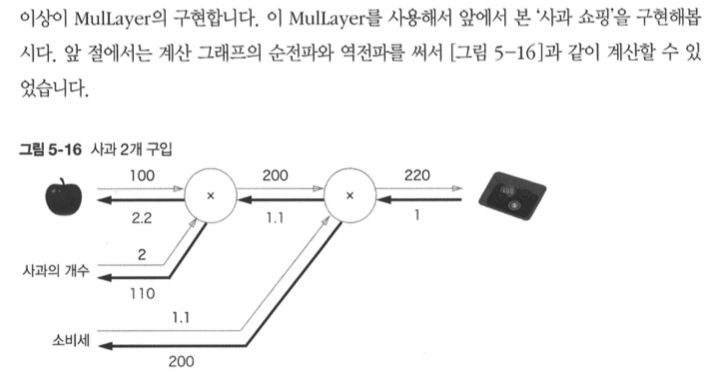 이상이 MulLayer의 구현합니다. 이 MulLayer를 사용해서 앞에서 본 ‘사과 쇼핑’을 구현해봅
시다. 앞 절에서는 계산 그래프의 순전파와 역전파를 써서 [그림 5-16]과 같이 계산할 수 있
었습니다.
그림 5-16 사과 2개 구입
100 200 220
× ×
2.2 1.1 1
2
사과의 개수
110
1.1
소비세
200